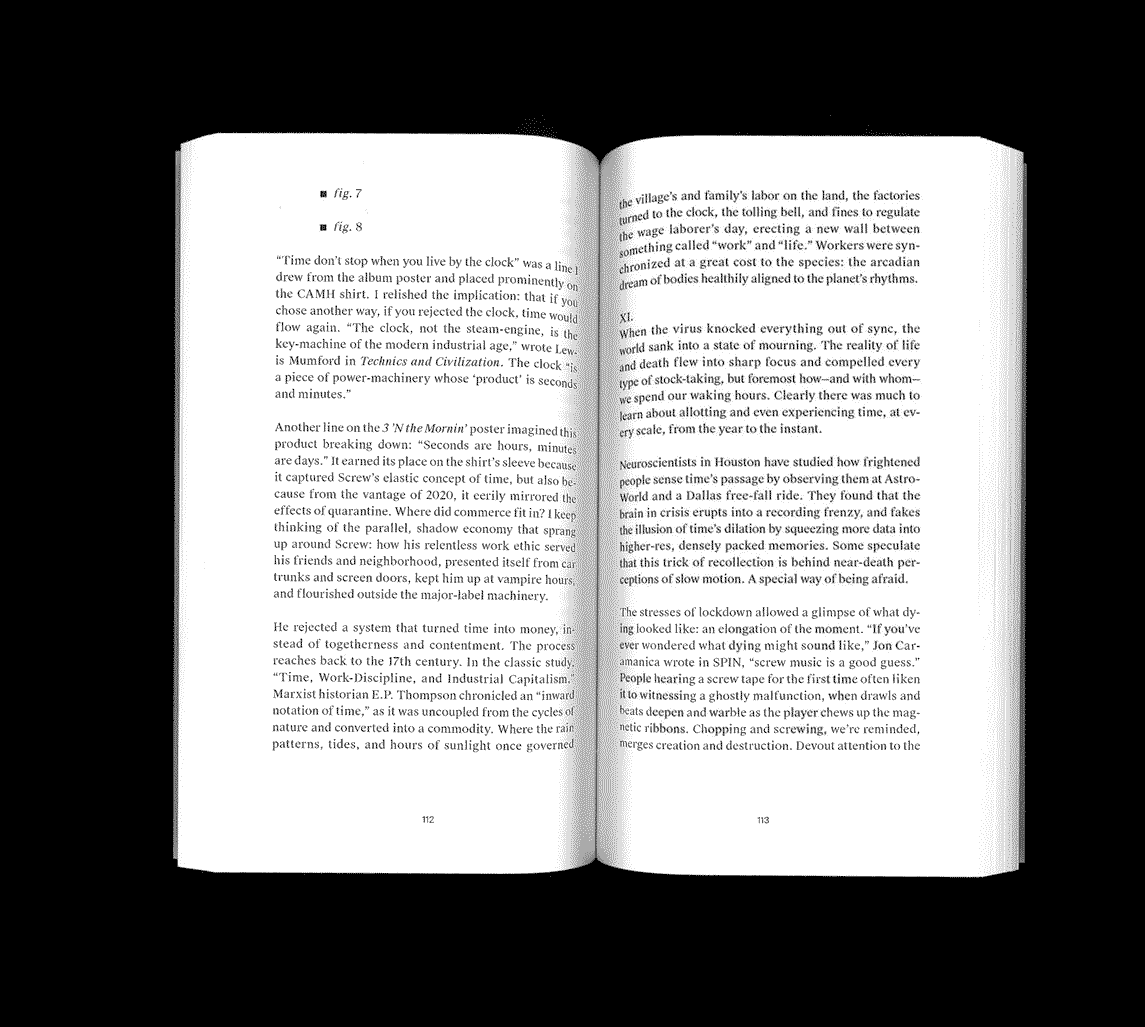 ■ fig. 7
■ fig. 8
“Time don’t stop when you live by the clock” was a line I
drew from the album poster and placed prominently on
the CAMH shirt. I relished the implication: that if you
chose another way, if you rejected the clock, time would
flow again. “The clock, not the steam-engine, is the
key-machine of the modern industrial age,” wrote Lew-
is Mumford in Technics and Civilization. The clock “is
a piece of power-machinery whose ‘product’ is seconds
and minutes.”
Another line on the 3 ’N the Mornin’ poster imagined this
product breaking down: “Seconds are hours, minutes
are days.” It earned its place on the shirt’s sleeve because
it captured Screw’s elastic concept of time, but also be-
cause from the vantage of 2020, it eerily mirrored the
effects of quarantine. Where did commerce fit in? I keep
thinking of the parallel, shadow economy that sprang
up around Screw: how his relentless work ethic served
his friends and neighborhood, presented itself from car
trunks and screen doors, kept him up at vampire hours,
and flourished outside the major-label machinery.
He rejected a system that turned time into money, in-
stead of togetherness and contentment. The process
reaches back to the 17th century. In the classic study,
“Time, Work-Discipline, and Industrial Capitalism,”
Marxist historian E.P. Thompson chronicled an “inward
notation of time,” as it was uncoupled from the cycles of
nature and converted into a commodity. Where the rain
patterns, tides, and hours of sunlight once governed
112
the village’s and family’s labor on the land, the factories
turned to the clock, the tolling bell, and fines to regulate
the wage laborer’s day, erecting a new wall between
something called “work” and “life.” Workers were syn-
chronized at a great cost to the species: the arcadian
dream of bodies healthily aligned to the planet’s rhythms.
XI.
When the virus knocked everything out of sync, the
world sank into a state of mourning. The reality of life
and death flew into sharp focus and compelled every
type of stock-taking, but foremost how—and with whom—
we spend our waking hours. Clearly there was much to
learn about allotting and even experiencing time, at ev-
ery scale, from the year to the instant.
Neuroscientists in Houston have studied how frightened
people sense time’s passage by observing them at Astro-
World and a Dallas free-fall ride. They found that the
brain in crisis erupts into a recording frenzy, and fakes
the illusion of time’s dilation by squeezing more data into
higher-res, densely packed memories. Some speculate
that this trick of recollection is behind near-death per-
ceptions of slow motion. A special way of being afraid.
The stresses of lockdown allowed a glimpse of what dy-
ing looked like: an elongation of the moment. “If you’ve
ever wondered what dying might sound like,” Jon Car-
amanica wrote in SPIN, “screw music is a good guess.”
People hearing a screw tape for the first time often liken
it to witnessing a ghostly malfunction, when drawls and
beats deepen and warble as the player chews up the mag-
netic ribbons. Chopping and screwing, we’re reminded,
merges creation and destruction. Devout attention to the
113